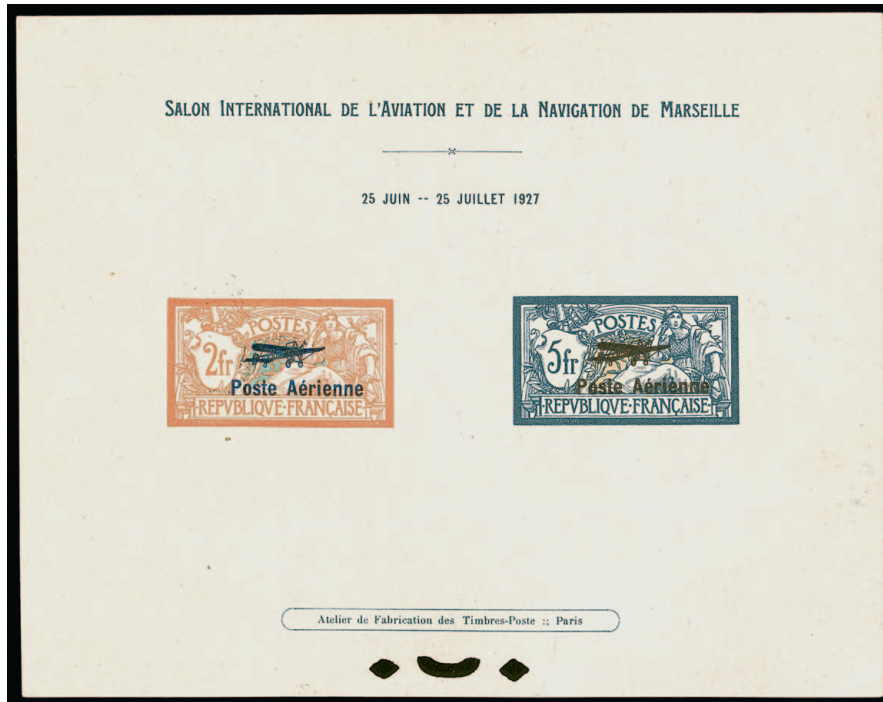 SALON INTERNATIONAL DE L'AVIATION ET DE LA NAVIGATION DE MARSEILLE
25 JUIN -- 25 JUILLET 1927
POSTES
2fr
Poste Aérienne
REPVBLIQVE·FRANÇAISE
POSTES
5fr
Poste Aérienne
REPVBLIQVE·FRANÇAISE
Atelier de Fabrication des Timbres-Poste :: Paris